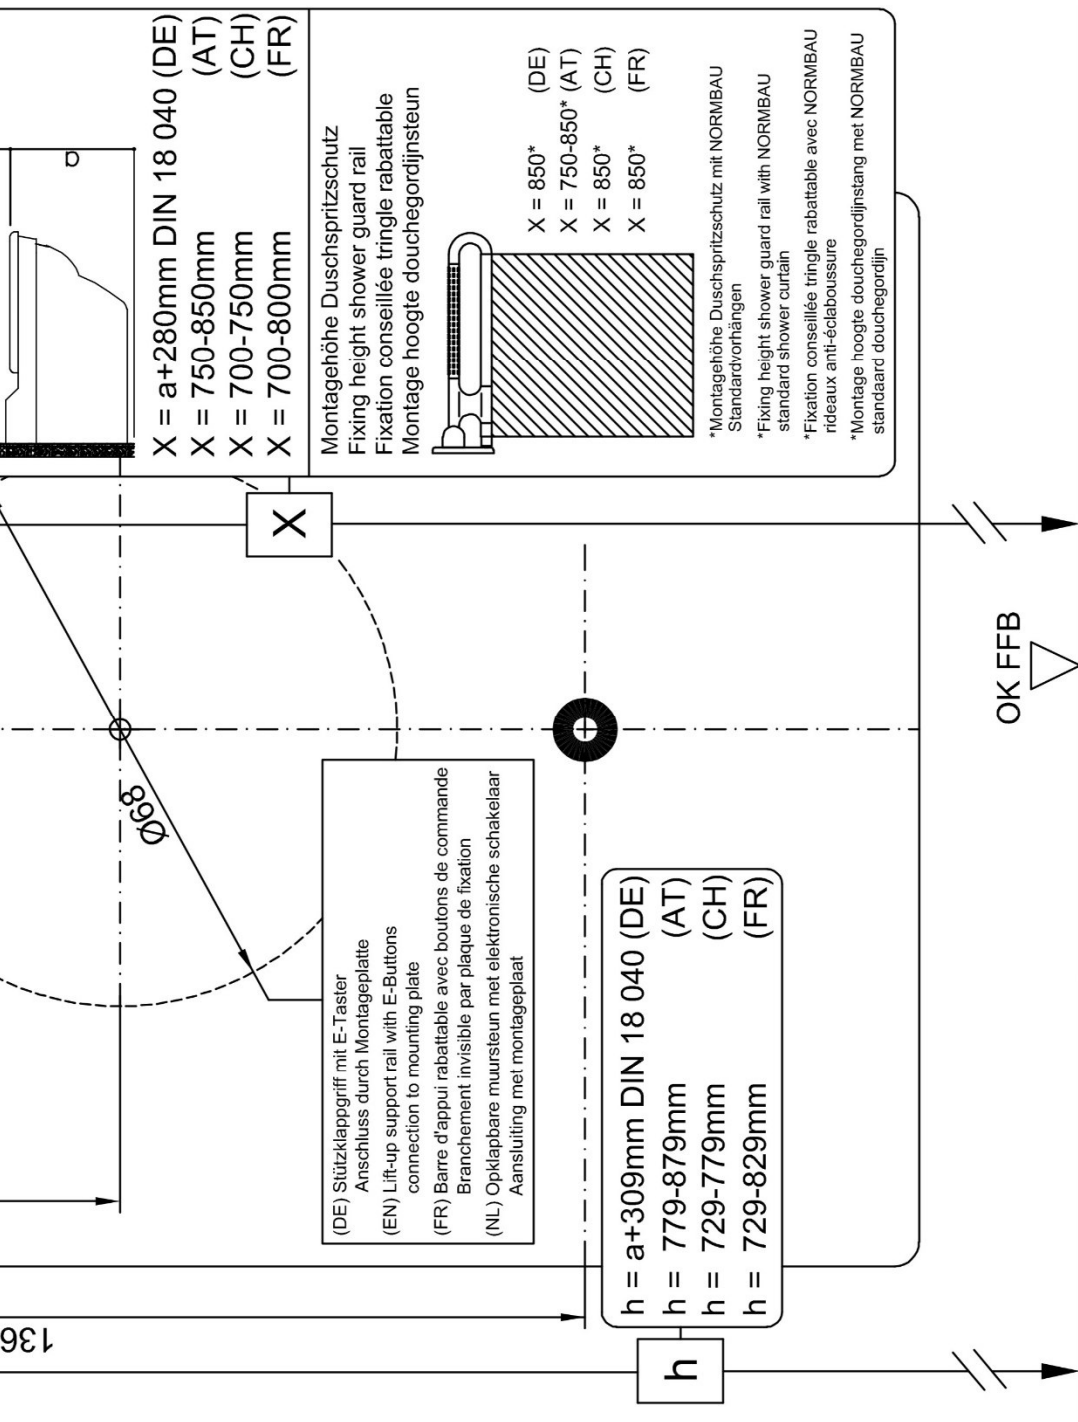 X = a+280mm DIN 18 040 (DE)
X = 750-850mm (AT)
X = 700-750mm (CH)
X = 700-800mm (FR)
a
Montagehöhe Duschspritzschutz
Fixing height shower guard rail
Fixation conseillée tringle rabattable
Montage hoogte douchegordijnsteun
X = 850* (DE)
X = 750-850* (AT)
X = 850* (CH)
X = 850* (FR)
*Montagehöhe Duschspritzschutz mit NORMBAU
Standardvorhängen
*Fixing height shower guard rail with NORMBAU
standard shower curtain
*Fixation conseillée tringle rabattable avec NORMBAU
rideaux anti-éclaboussure
*Montage hoogte douchegordijnstang met NORMBAU
standaard douchegordijn
X
Ø68
(DE) Stützklappgriff mit E-Taster
Anschluss durch Montageplatte
(EN) Lift-up support rail with E-Buttons
connection to mounting plate
(FR) Barre d'appui rabattable avec boutons de commande
Branchement invisible par plaque de fixation
(NL) Opklapbare muursteun met elektronische schakelaar
Aansluiting met montageplaat
OK FFB
h = a+309mm DIN 18 040 (DE)
h = 779-879mm (AT)
h = 729-779mm (CH)
h = 729-829mm (FR)
h
136